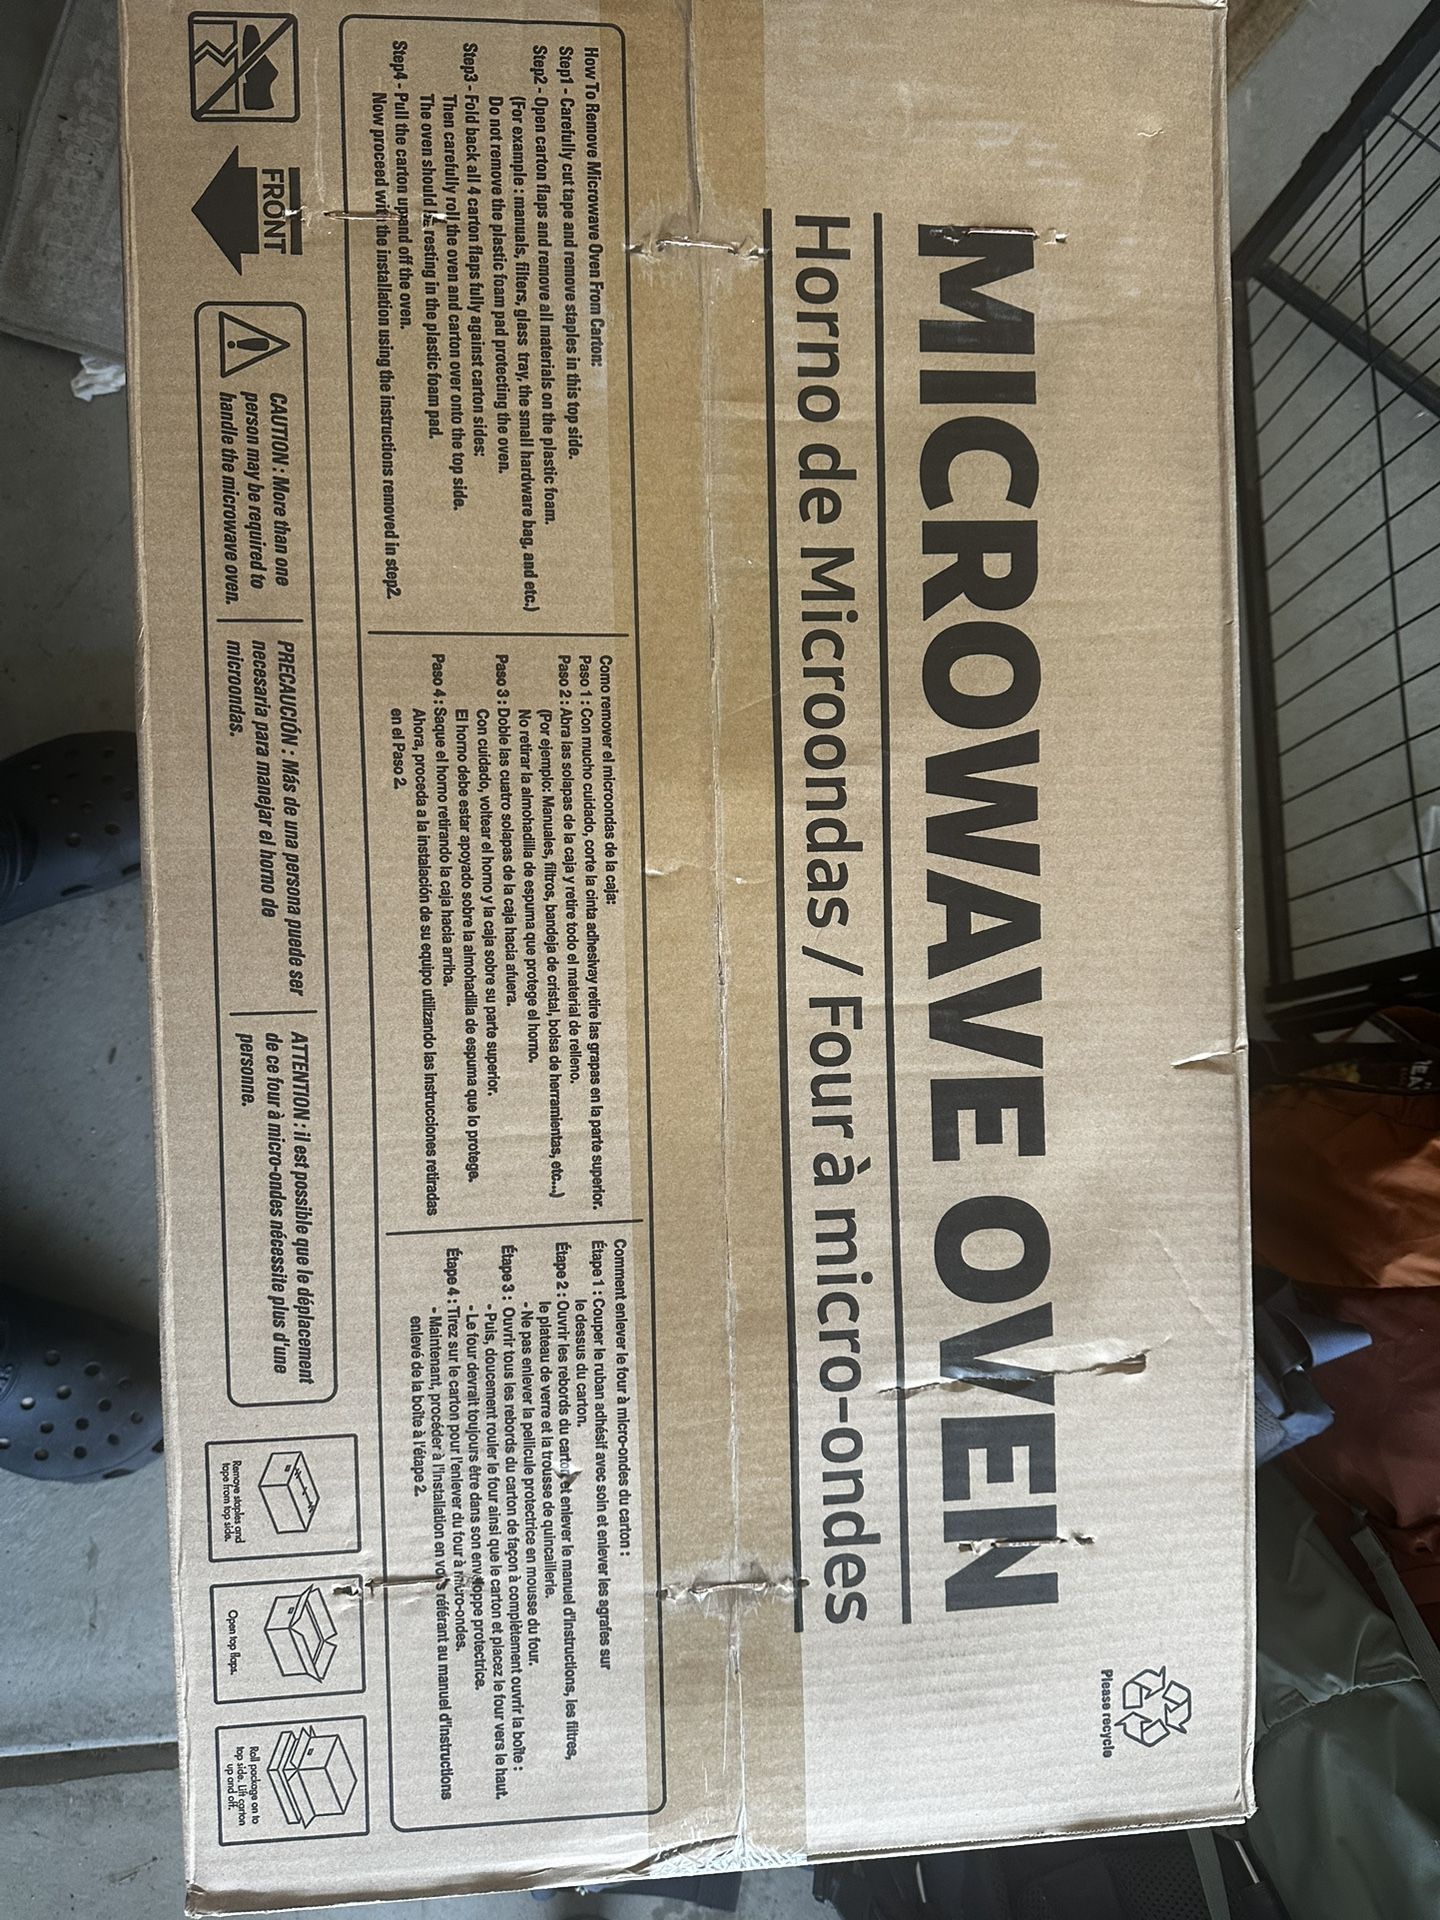 MICROWAVE OVEN
Horno de Microondas / Four à micro-ondes
Please recycle
How To Remove Microwave Oven From Carton:
Step1 - Carefully cut tape and remove staples in this top side.
Step2 - Open carton flaps and remove all materials on the plastic foam.
(For example : manuals, filters, glass tray, the small hardware bag, and etc.)
Do not remove the plastic foam pad protecting the oven.
Step3 - Fold back all 4 carton flaps fully against carton sides;
Then carefully roll the oven and carton over onto the top side.
The oven should be resting in the plastic foam pad.
Step4 - Pull the carton up and off the oven.
Now proceed with the installation using the instructions removed in step2.
Como remover el microondas de la caja:
Paso 1 : Con mucho cuidado, corte la cinta adhesivay retire las grapas en la parte superior.
Paso 2 : Abra las solapas de la caja y retire todo el material de relleno.
(Por ejemplo: Manuales, filtros, bandeja de cristal, bolsa de herramientas, etc...)
No retirar la almohadilla de espuma que protege el horno.
Paso 3 : Doble las cuatro solapas de la caja hacia afuera.
Con cuidado, voltear el horno y la caja sobre su parte superior.
El horno debe estar apoyado sobre la almohadilla de espuma que lo protege.
Paso 4 : Saque el horno retirando la caja hacia arriba.
Ahora, proceda a la instalación de su equipo utilizando las instrucciones retiradas
en el Paso 2.
Comment enlever le four à micro-ondes du carton :
Étape 1 : Couper le ruban adhésif avec soin et enlever les agrafes sur
le dessus du carton.
Étape 2 : Ouvrir les rebords du carton et enlever le manuel d'instructions, les filtres,
le plateau de verre et la trousse de quincaillerie.
- Ne pas enlever la pellicule protectrice en mousse du four.
Étape 3 : Ouvrir tous les rebords du carton de façon à complètement ouvrir la boîte :
- Puis, doucement rouler le four ainsi que le carton et placez le four vers le haut.
- Le four devrait toujours être dans son enveloppe protectrice.
Étape 4 : Tirez sur le carton pour l'enlever du four à micro-ondes.
- Maintenant, procéder à l'installation en vous référant au manuel d'instructions
enlevé de la boîte à l'étape 2.
FRONT
CAUTION : More than one
person may be required to
handle the microwave oven.
PRECAUCIÓN : Más de una persona puede ser
necesaria para manejar el horno de
microondas.
ATTENTION : il est possible que le déplacement
de ce four à micro-ondes nécessite plus d'une
personne.
Remove staples and
tape from top side.
Open top flaps.
Roll package on to
top side. Lift carton
up and off.